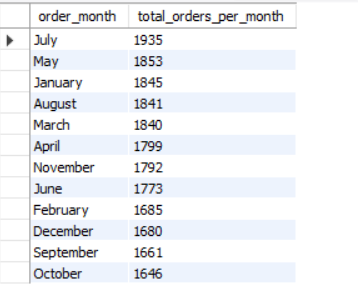 order_month total_orders_per_month
July 1935
May 1853
January 1845
August 1841
March 1840
April 1799
November 1792
June 1773
February 1685
December 1680
September 1661
October 1646